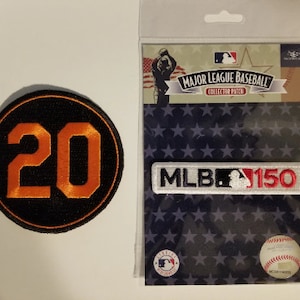 20
MAJOR LEAGUE BASEBALL
COLLECTOR PATCH
MLB 150